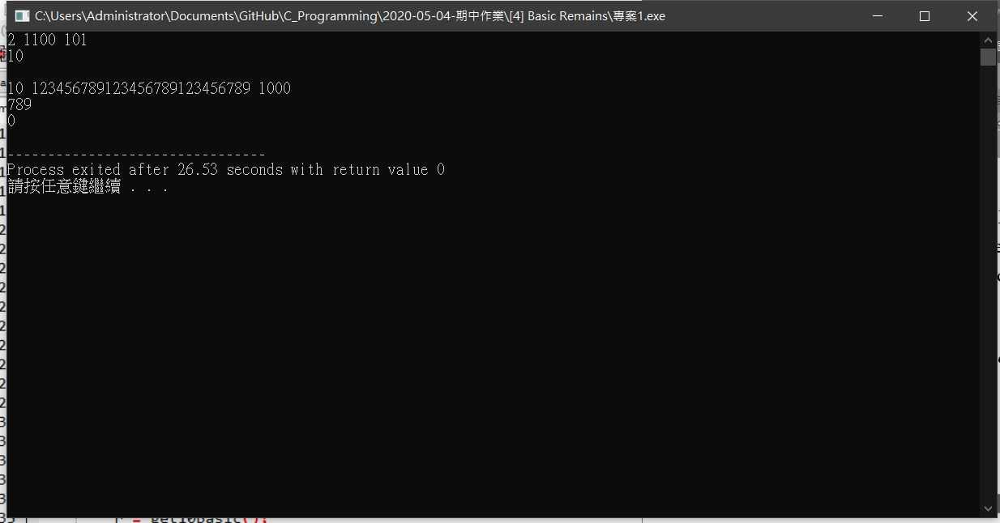 C:\Users\Administrator\Documents\GitHub\C_Programming\2020-05-04-期中作業\[4] Basic Remains\專案1.exe
2 1100 101
10
10 123456789123456789123456789 1000
789
0
--------------------------------
Process exited after 26.53 seconds with return value 0
請按任意鍵繼續 . . .